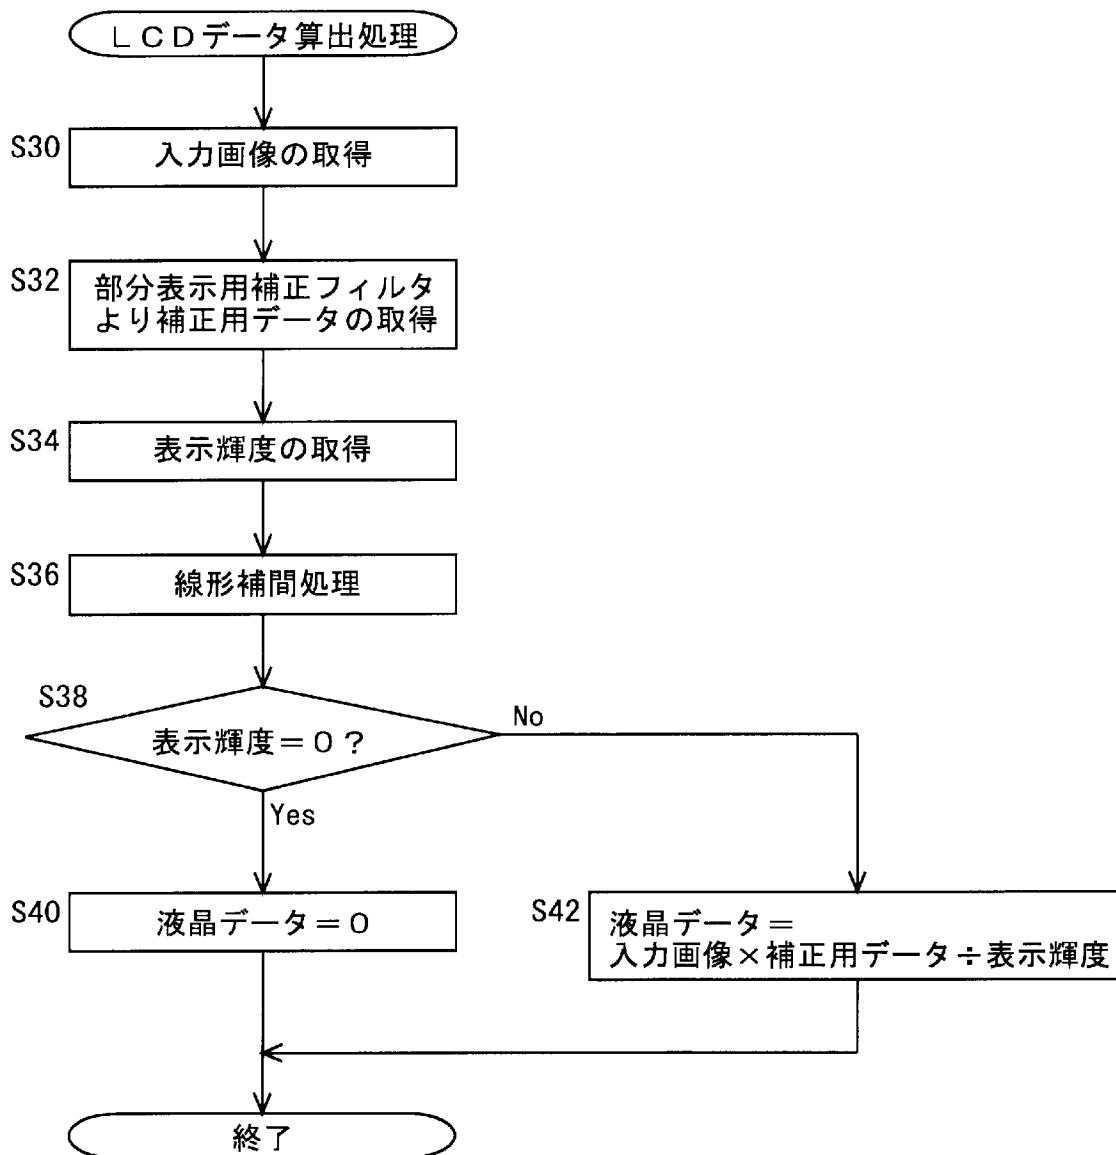 LCDデータ算出処理
S30
入力画像の取得
S32
部分表示用補正フィルタ
より補正用データの取得
S34
表示輝度の取得
S36
線形補間処理
S38
表示輝度=0?
No
Yes
S40
液晶データ=0
S42
液晶データ=
入力画像×補正用データ÷表示輝度
終了